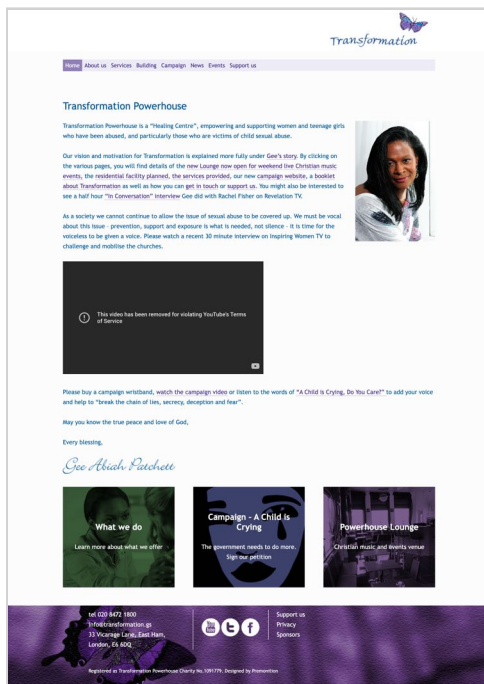 Transformation
Home About us Services Building Campaign News Events Support us
Transformation Powerhouse
Transformation Powerhouse is a "Healing Centre", empowering and supporting women and teenage girls
who have been abused, and particularly those who are victims of child sexual abuse.
Our vision and motivation for Transformation is explained more fully under Gee's story. By clicking on
the various pages, you will find details of the new Lounge now open for weekend live Christian music
events, the residential facility planned, the services provided, our new campaign website, a booklet
about Transformation as well as how you can get in touch or support us. You might also be interested to
see a half hour "In Conversation" interview Gee did with Rachel Fisher on Revelation TV.
As a society we cannot continue to allow the issue of sexual abuse to be covered up. We must be vocal
about this issue - prevention, support and exposure is what is needed, not silence - it is time for the
voiceless to be given a voice. Please watch a recent 30 minute interview on Inspiring Women TV to
challenge and mobilise the churches.
This video has been removed for violating YouTube's Terms
of Service
Please buy a campaign wristband, watch the campaign video or listen to the words of "A Child is Crying, Do You Care?" to add your voice
and help to "break the chain of lies, secrecy, deception and fear".
May you know the true peace and love of God,
Every blessing,
Gee Abiah Patchett
What we do
Learn more about what we offer
Campaign - A Child is
Crying
The government needs to do more.
Sign our petition
Powerhouse Lounge
Christian music and events venue
tel 020 8472 1800
info@transformation.gs
33 Vicarage Lane, East Ham,
London, E6 6DQ
Support us
Privacy
Sponsors
Registered as Transformation Powerhouse Charity No.1091779. Designed by Promonition